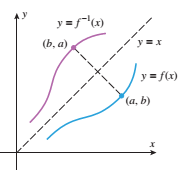 y
y = f⁻¹(x)
(b, a)
y = x
y = f(x)
(a, b)
x